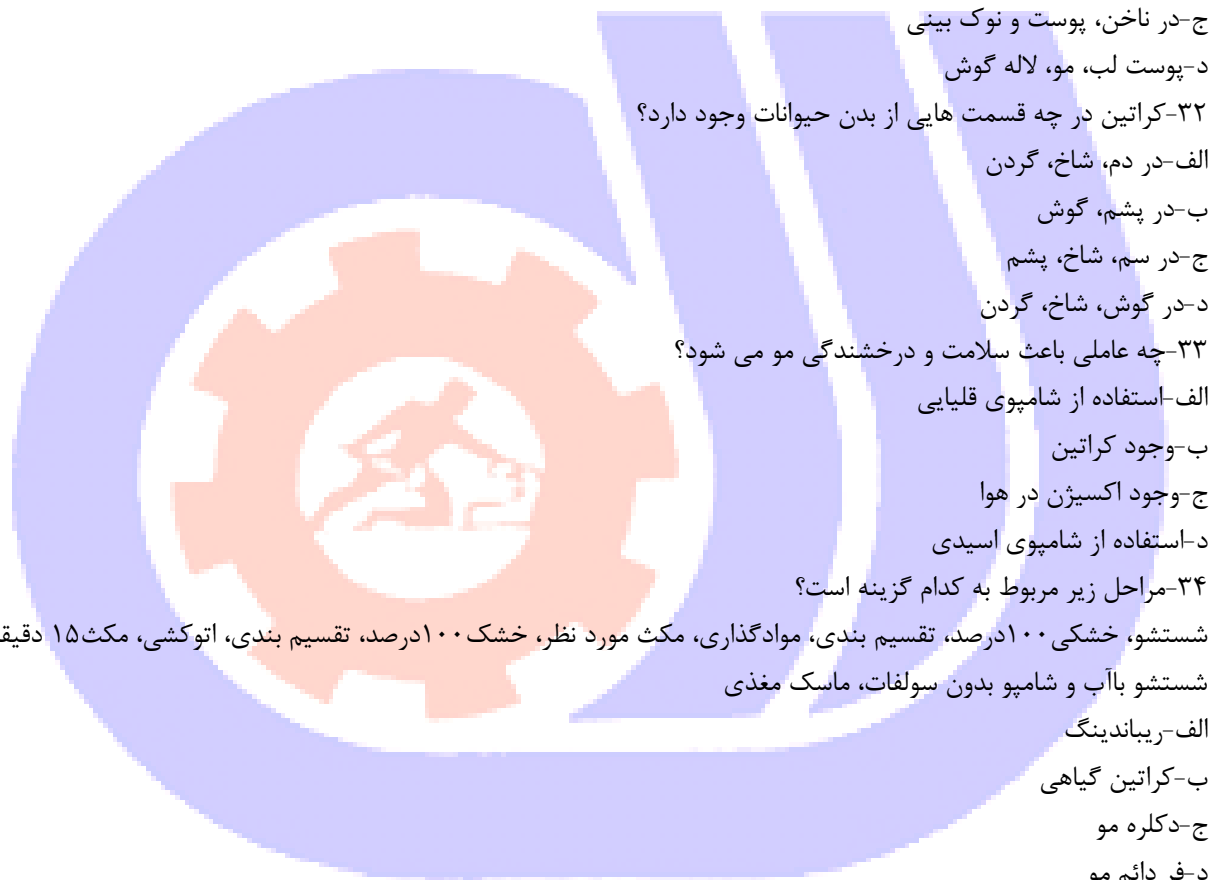 ج-در ناخن، پوست و نوک بینی
د-پوست لب، مو، لاله گوش
۳۲-کراتین در چه قسمت هایی از بدن حیوانات وجود دارد؟
الف-در دم، شاخ، گردن
ب-در پشم، گوش
ج-در سم، شاخ، پشم
د-در گوش، شاخ، گردن
۳۳-چه عاملی باعث سلامت و درخشندگی مو می شود؟
الف-استفاده از شامپوی قلیایی
ب-وجود کراتین
ج-وجود اکسیژن در هوا
د-استفاده از شامپوی اسیدی
۳۴-مراحل زیر مربوط به کدام گزینه است؟
شستشو، خشکی۱۰۰درصد، تقسیم بندی، موادگذاری، مکث مورد نظر، خشک۱۰۰درصد، تقسیم بندی، اتوکشی، مکث۱۵
شستشو باآب و شامپو بدون سولفات، ماسک مغذی
الف-ریباندینگ
ب-کراتین گیاهی
ج-دکلره مو
د-فر دائم مو